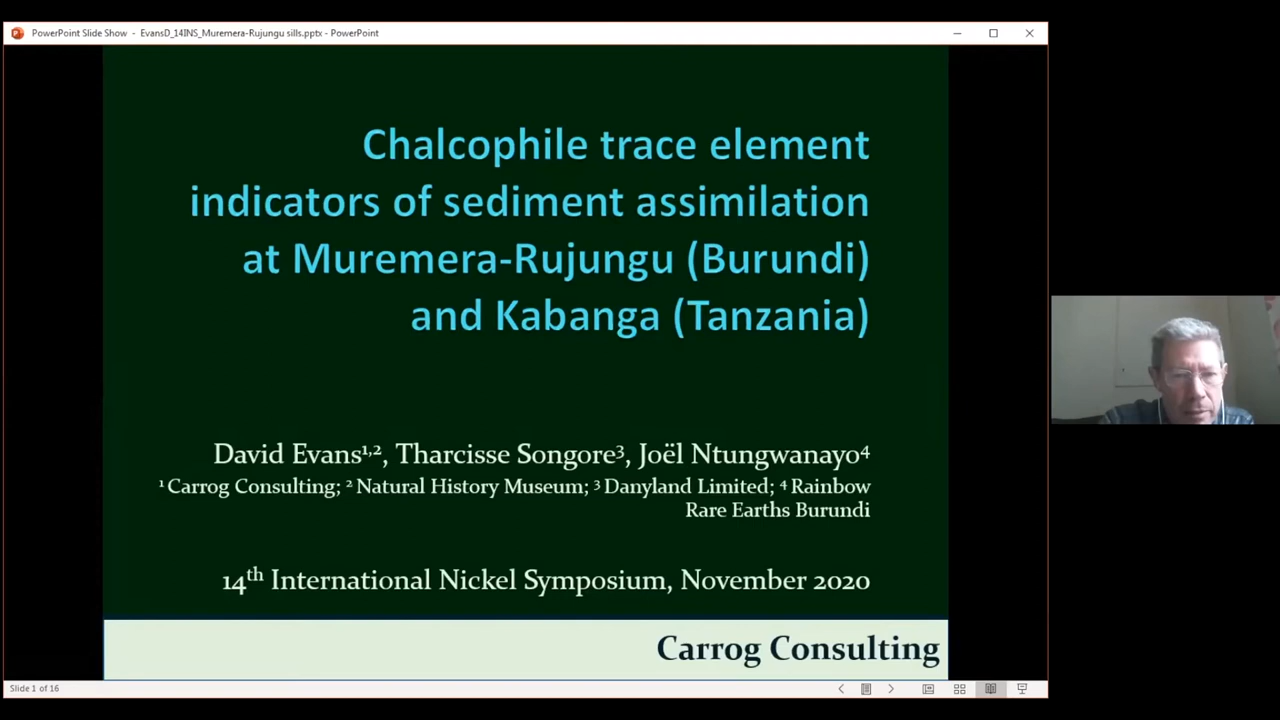 PowerPoint Slide Show - EvansD_14INS_Muremera-Rujungu sills.pptx - PowerPoint
Chalcophile trace element
indicators of sediment assimilation
at Muremera-Rujungu (Burundi)
and Kabanga (Tanzania)
David Evans¹,², Tharcisse Songore³, Joël Ntungwanayo⁴
¹ Carrog Consulting; ² Natural History Museum; ³ Danyland Limited; ⁴ Rainbow
Rare Earths Burundi
14th International Nickel Symposium, November 2020
Carrog Consulting
Slide 1 of 16